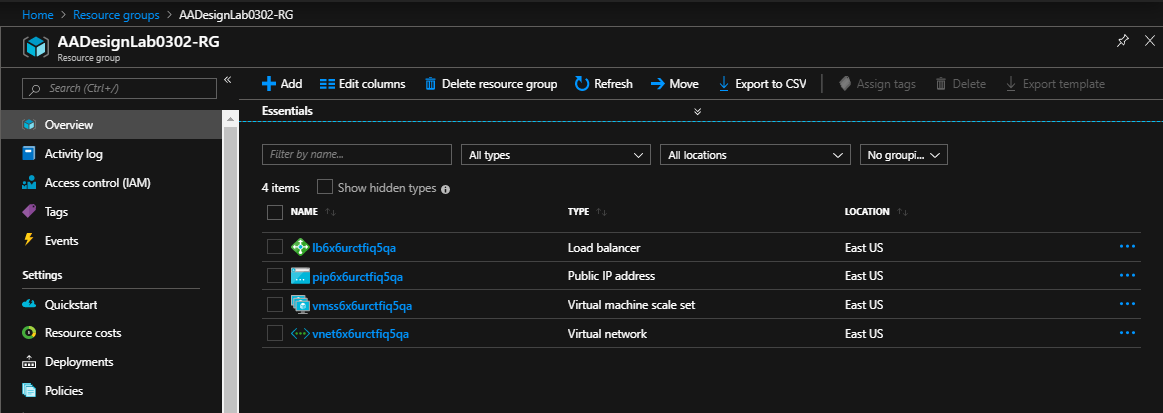 Home > Resource groups > AADesignLab0302-RG
AADesignLab0302-RG
Resource group
Search (Ctrl+/)
«
Overview
Activity log
Access control (IAM)
Tags
Events
Settings
Quickstart
Resource costs
Deployments
Policies
Add Edit columns Delete resource group Refresh Move Export to CSV Assign tags Delete Export template
Essentials
Filter by name... All types All locations No groupi...
4 items Show hidden types
NAME ↑↓ TYPE ↑↓ LOCATION ↑↓
lb6x6urctfiq5qa Load balancer East US ...
pip6x6urctfiq5qa Public IP address East US ...
vmss6x6urctfiq5qa Virtual machine scale set East US ...
vnet6x6urctfiq5qa Virtual network East US ...